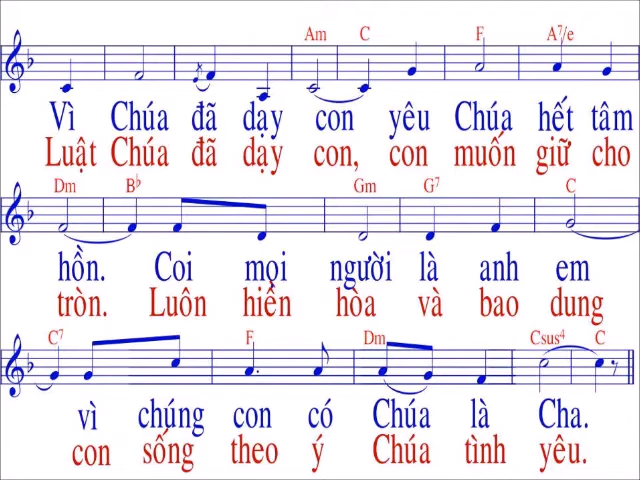 Am C F A7/e
Vì Chúa đã dạy con yêu Chúa hết tâm
Luật Chúa đã dạy con, con muốn giữ cho
Dm Bb Gm G7 C
hồn. Coi mọi người là anh em
tròn. Luôn hiền hòa và bao dung
C7 F Dm Csus4 C
vì chúng con có Chúa là Cha.
con sống theo ý Chúa tình yêu.